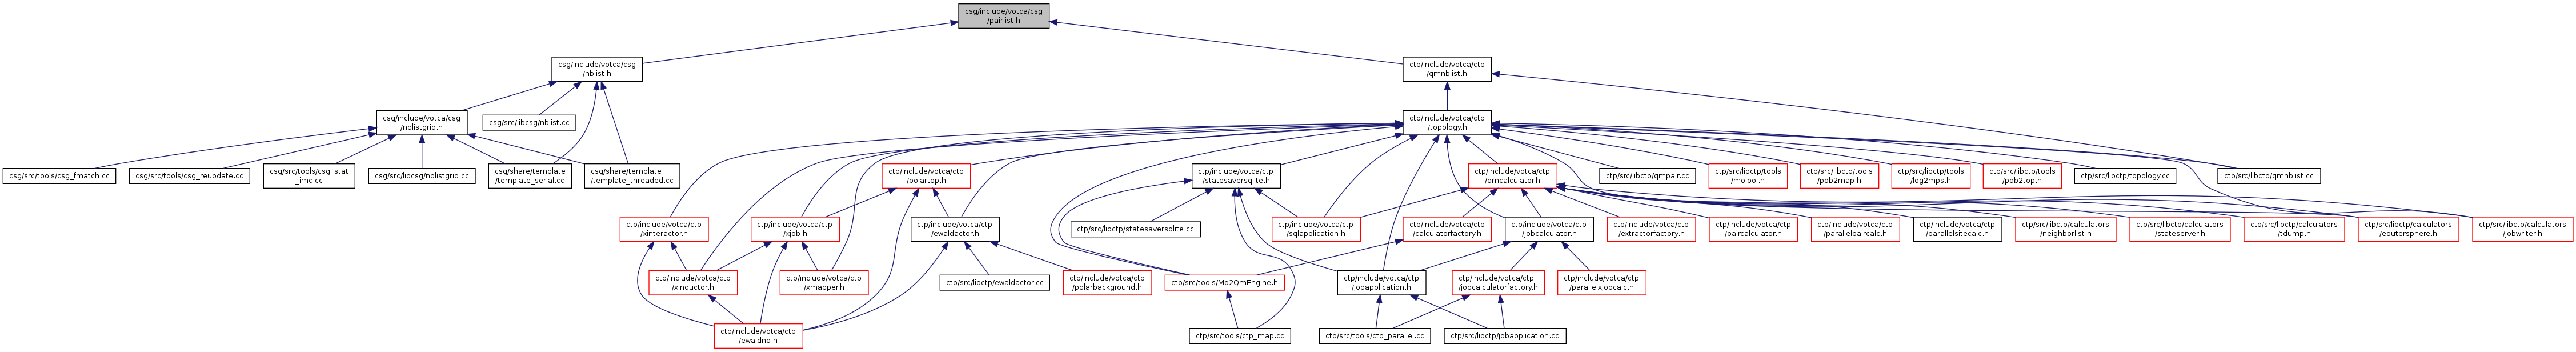 csg/include/votca/csg
/pairlist.h
csg/include/votca/csg
/nblist.h
ctp/include/votca/ctp
/qmnblist.h
csg/include/votca/csg
/nblistgrid.h
csg/src/libcsg/nblist.cc
ctp/include/votca/ctp
/topology.h
csg/src/tools/csg_fmatch.cc
csg/src/tools/csg_reupdate.cc
csg/src/tools/csg_stat
_imc.cc
csg/src/libcsg/nblistgrid.cc
csg/share/template
/template_serial.cc
csg/share/template
/template_threaded.cc
ctp/include/votca/ctp
/polartop.h
ctp/include/votca/ctp
/statesaversqlite.h
ctp/include/votca/ctp
/qmcalculator.h
ctp/src/libctp/qmpair.cc
ctp/src/libctp/tools
/molpol.h
ctp/src/libctp/tools
/pdb2map.h
ctp/src/libctp/tools
/log2mps.h
ctp/src/libctp/tools
/pdb2top.h
ctp/src/libctp/topology.cc
ctp/src/libctp/qmnblist.cc
ctp/include/votca/ctp
/xinteractor.h
ctp/include/votca/ctp
/xjob.h
ctp/include/votca/ctp
/ewaldactor.h
ctp/src/libctp/statesaversqlite.cc
ctp/include/votca/ctp
/sqlapplication.h
ctp/include/votca/ctp
/calculatorfactory.h
ctp/include/votca/ctp
/jobcalculator.h
ctp/include/votca/ctp
/extractorfactory.h
ctp/include/votca/ctp
/paircalculator.h
ctp/include/votca/ctp
/parallelpaircalc.h
ctp/include/votca/ctp
/parallelsitecalc.h
ctp/src/libctp/calculators
/neighborlist.h
ctp/src/libctp/calculators
/stateserver.h
ctp/src/libctp/calculators
/tdump.h
ctp/src/libctp/calculators
/eoutersphere.h
ctp/src/libctp/calculators
/jobwriter.h
ctp/include/votca/ctp
/xinductor.h
ctp/include/votca/ctp
/xmapper.h
ctp/src/libctp/ewaldactor.cc
ctp/include/votca/ctp
/polarbackground.h
ctp/src/tools/Md2QmEngine.h
ctp/include/votca/ctp
/jobapplication.h
ctp/include/votca/ctp
/jobcalculatorfactory.h
ctp/include/votca/ctp
/parallelxjobcalc.h
ctp/include/votca/ctp
/ewaldnd.h
ctp/src/tools/ctp_map.cc
ctp/src/tools/ctp_parallel.cc
ctp/src/libctp/jobapplication.cc